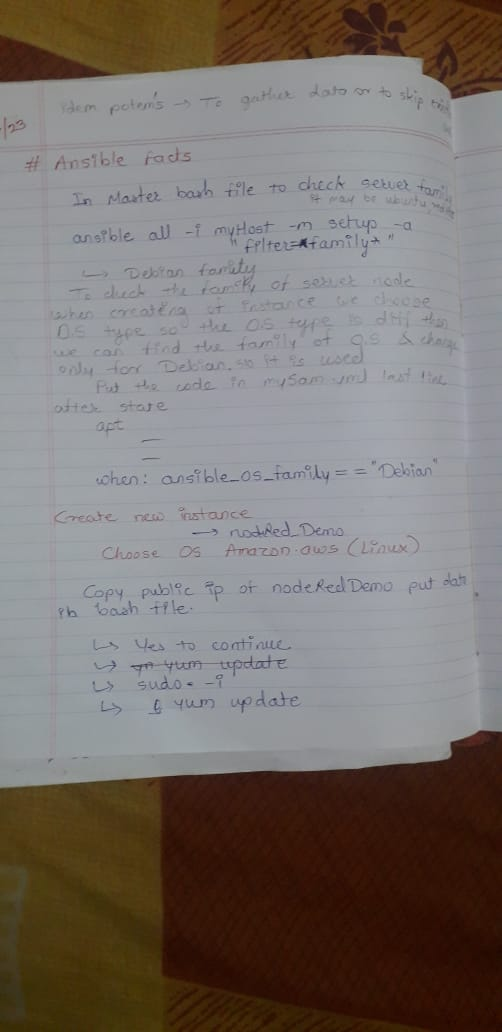 /23
idem potens → To gather data or to skip
# Ansible facts
In Master bash file to check server family
it may be ubuntu,
ansible all -i myHost -m setup -a
"filter=*family*"
↳ Debian family
To check the family of server node
when creating of instance we choose
O.S type so the O.S type is diff then
we can find the family of O.S & change
only for Debian, so it is used
Put the code in mysam.yml last line
after state
apt
—
—
when: ansible_os_family == "Debian"
Create new instance
→ nodeRed_Demo
Choose OS Amazon.aws (Linux)
Copy public ip of nodeRedDemo put data
in bash file.
↳ Yes to continue
↳ yum update
↳ sudo -i
↳ yum update